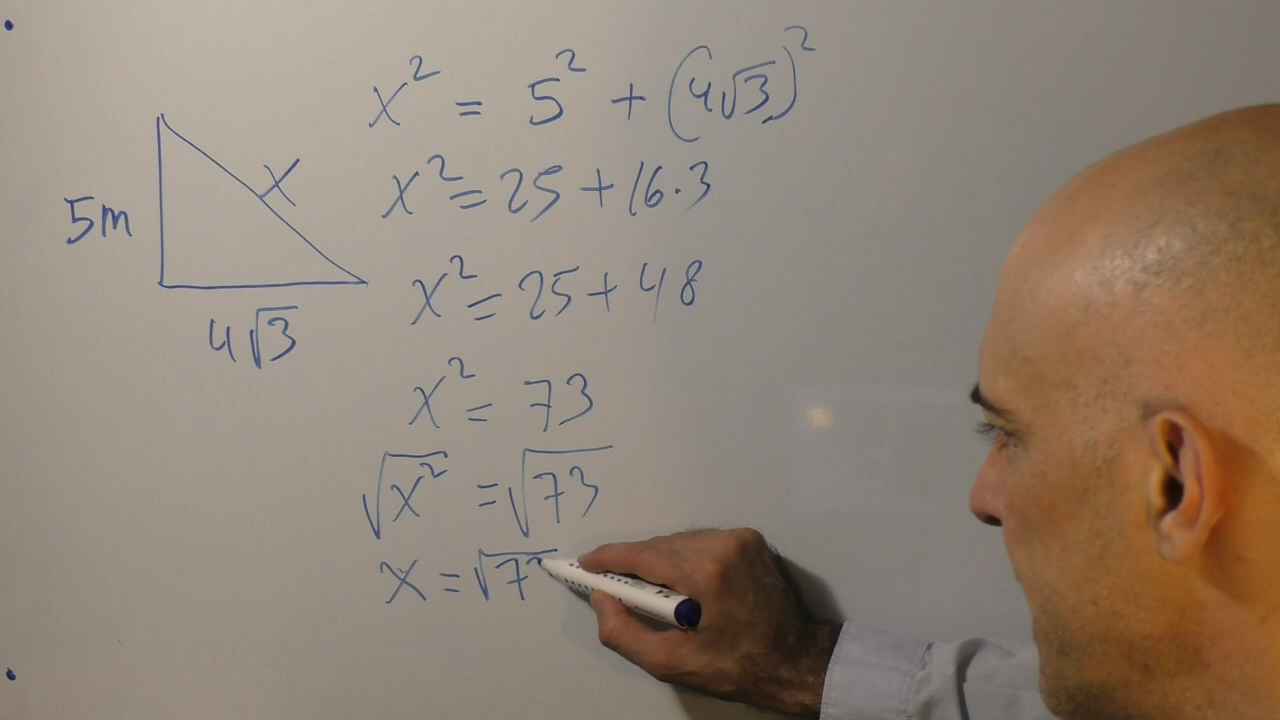 5m
x
4√3
x² = 5² + (4√3)²
x² = 25 + 16.3
x² = 25 + 48
x² = 73
√x² = √73
x = √7